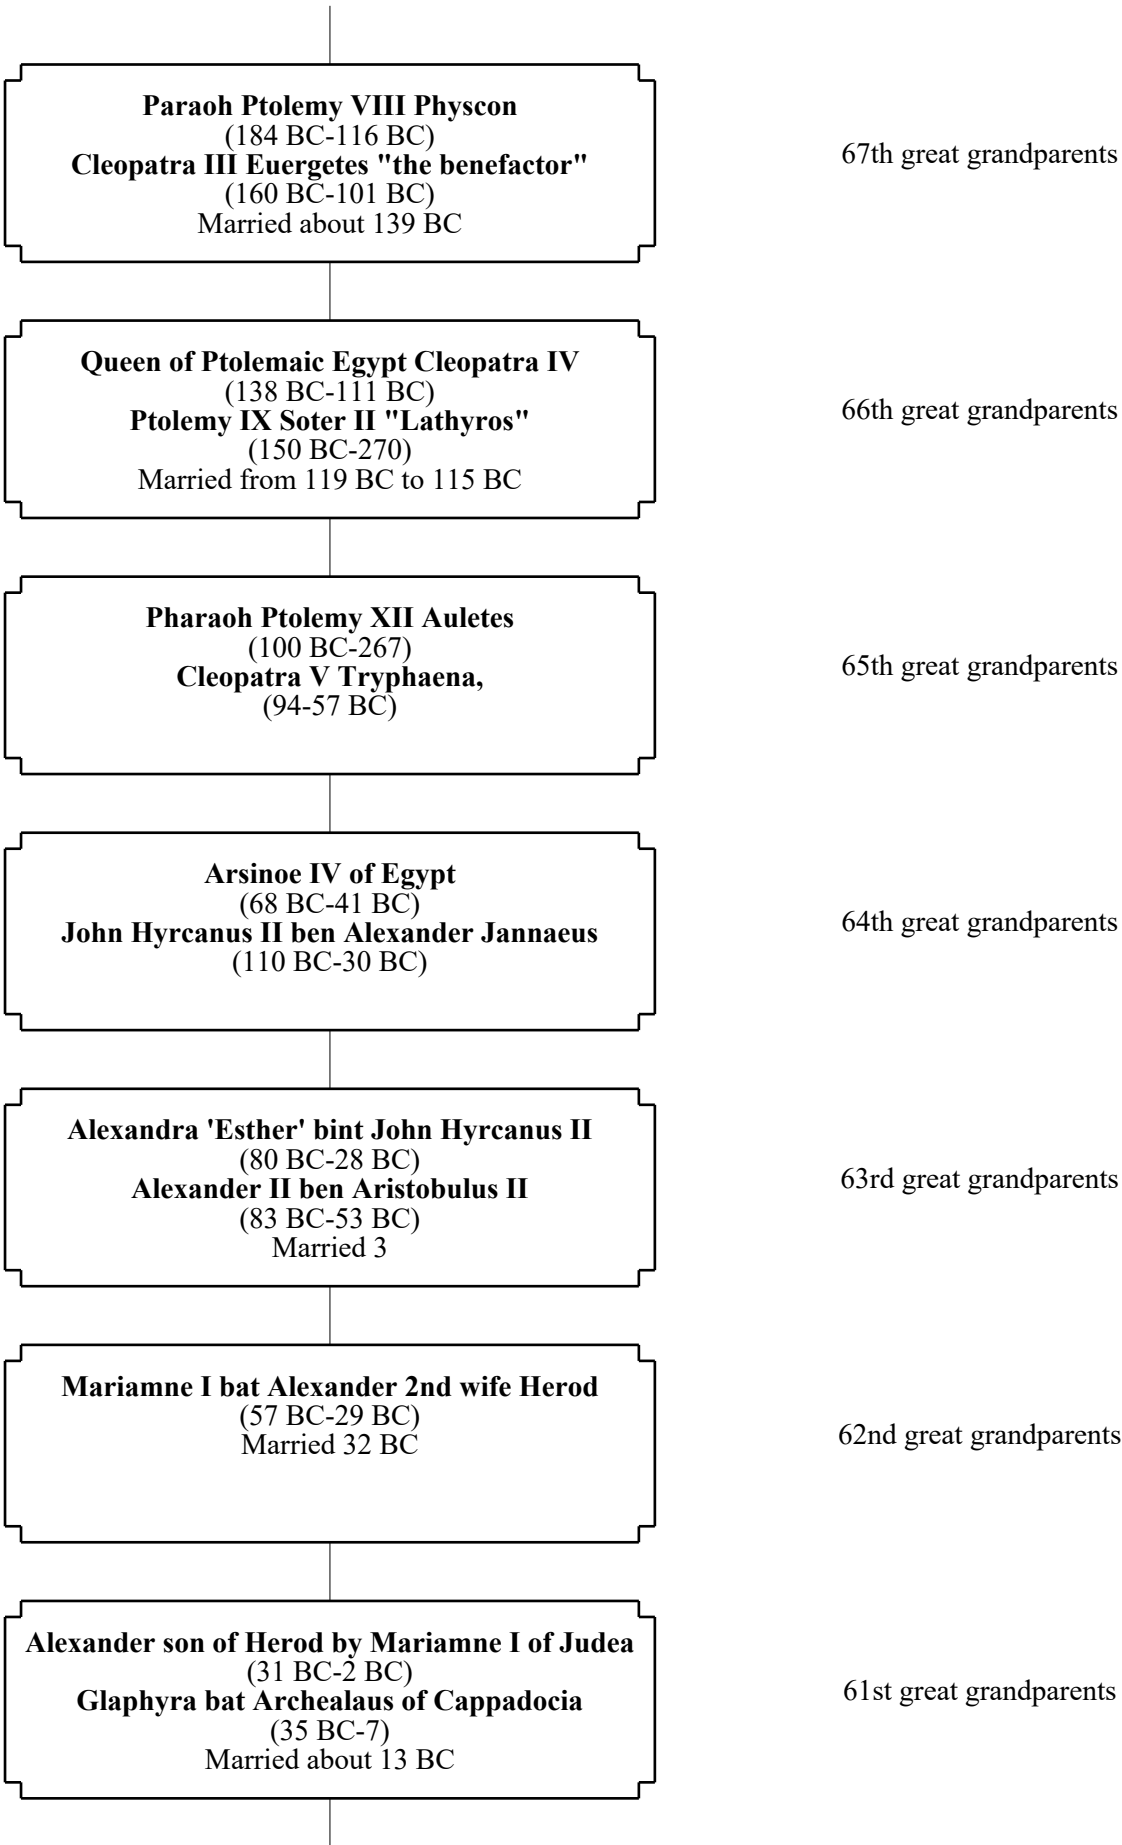 Paraoh Ptolemy VIII Physcon
(184 BC-116 BC)
Cleopatra III Euergetes "the benefactor"
(160 BC-101 BC)
Married about 139 BC
67th great grandparents
Queen of Ptolemaic Egypt Cleopatra IV
(138 BC-111 BC)
Ptolemy IX Soter II "Lathyros"
(150 BC-270)
Married from 119 BC to 115 BC
66th great grandparents
Pharaoh Ptolemy XII Auletes
(100 BC-267)
Cleopatra V Tryphaena,
(94-57 BC)
65th great grandparents
Arsinoe IV of Egypt
(68 BC-41 BC)
John Hyrcanus II ben Alexander Jannaeus
(110 BC-30 BC)
64th great grandparents
Alexandra 'Esther' bint John Hyrcanus II
(80 BC-28 BC)
Alexander II ben Aristobulus II
(83 BC-53 BC)
Married 3
63rd great grandparents
Mariamne I bat Alexander 2nd wife Herod
(57 BC-29 BC)
Married 32 BC
62nd great grandparents
Alexander son of Herod by Mariamne I of Judea
(31 BC-2 BC)
Glaphyra bat Archealaus of Cappadocia
(35 BC-7)
Married about 13 BC
61st great grandparents